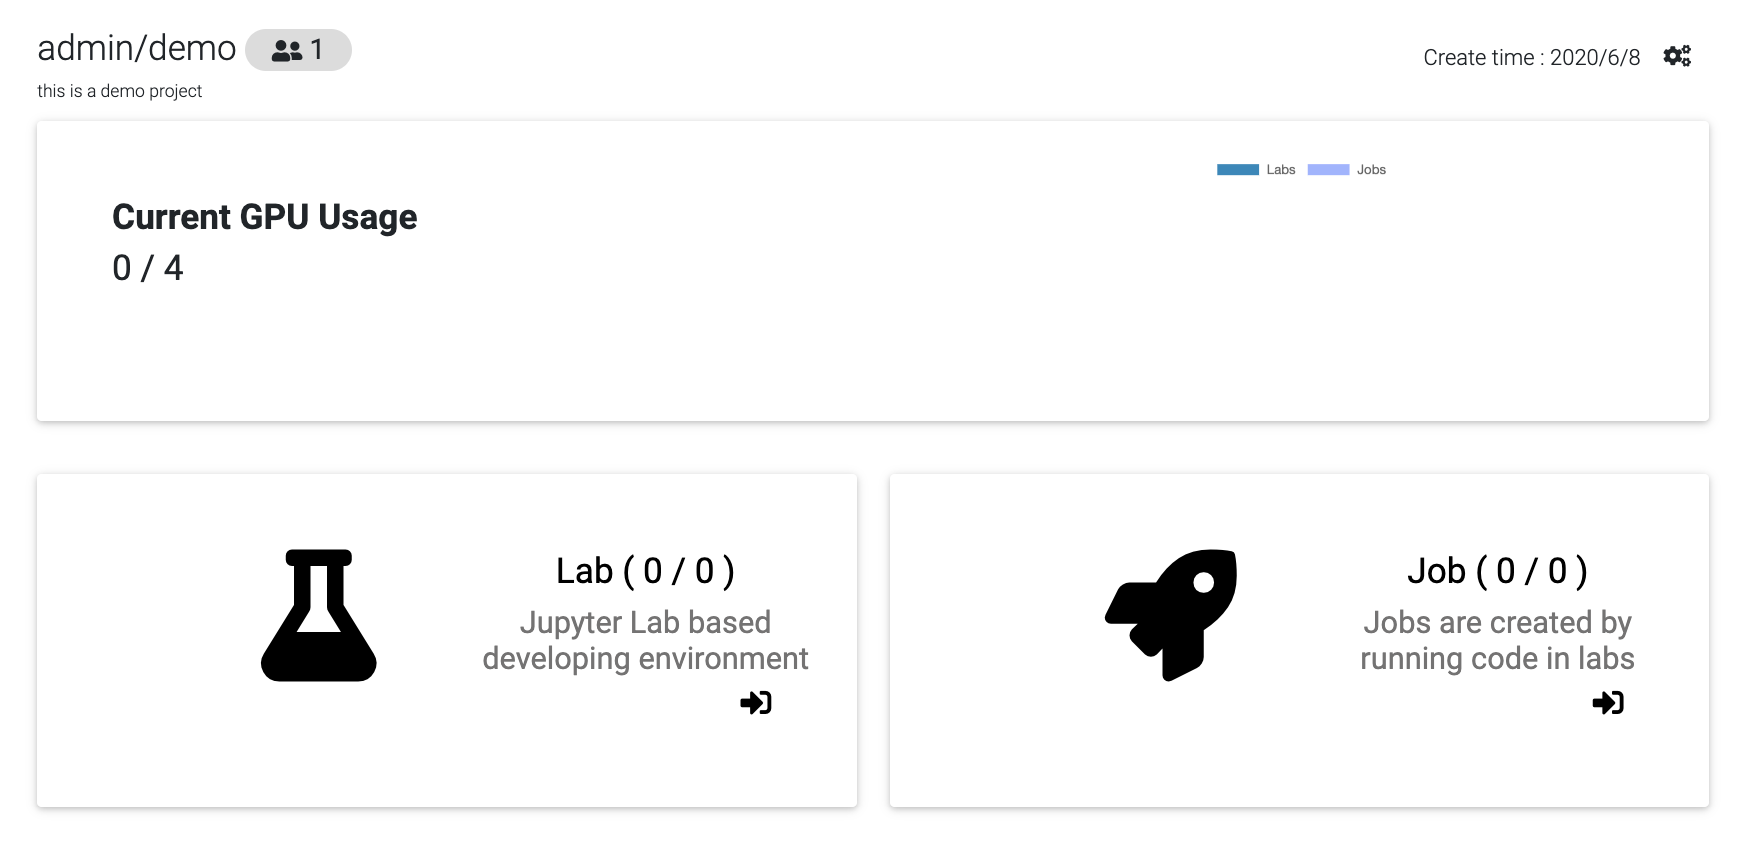 admin/demo 1
Create time : 2020/6/8
this is a demo project
Labs Jobs
Current GPU Usage
0 / 4
Lab ( 0 / 0 )
Jupyter Lab based
developing environment
Job ( 0 / 0 )
Jobs are created by
running code in labs